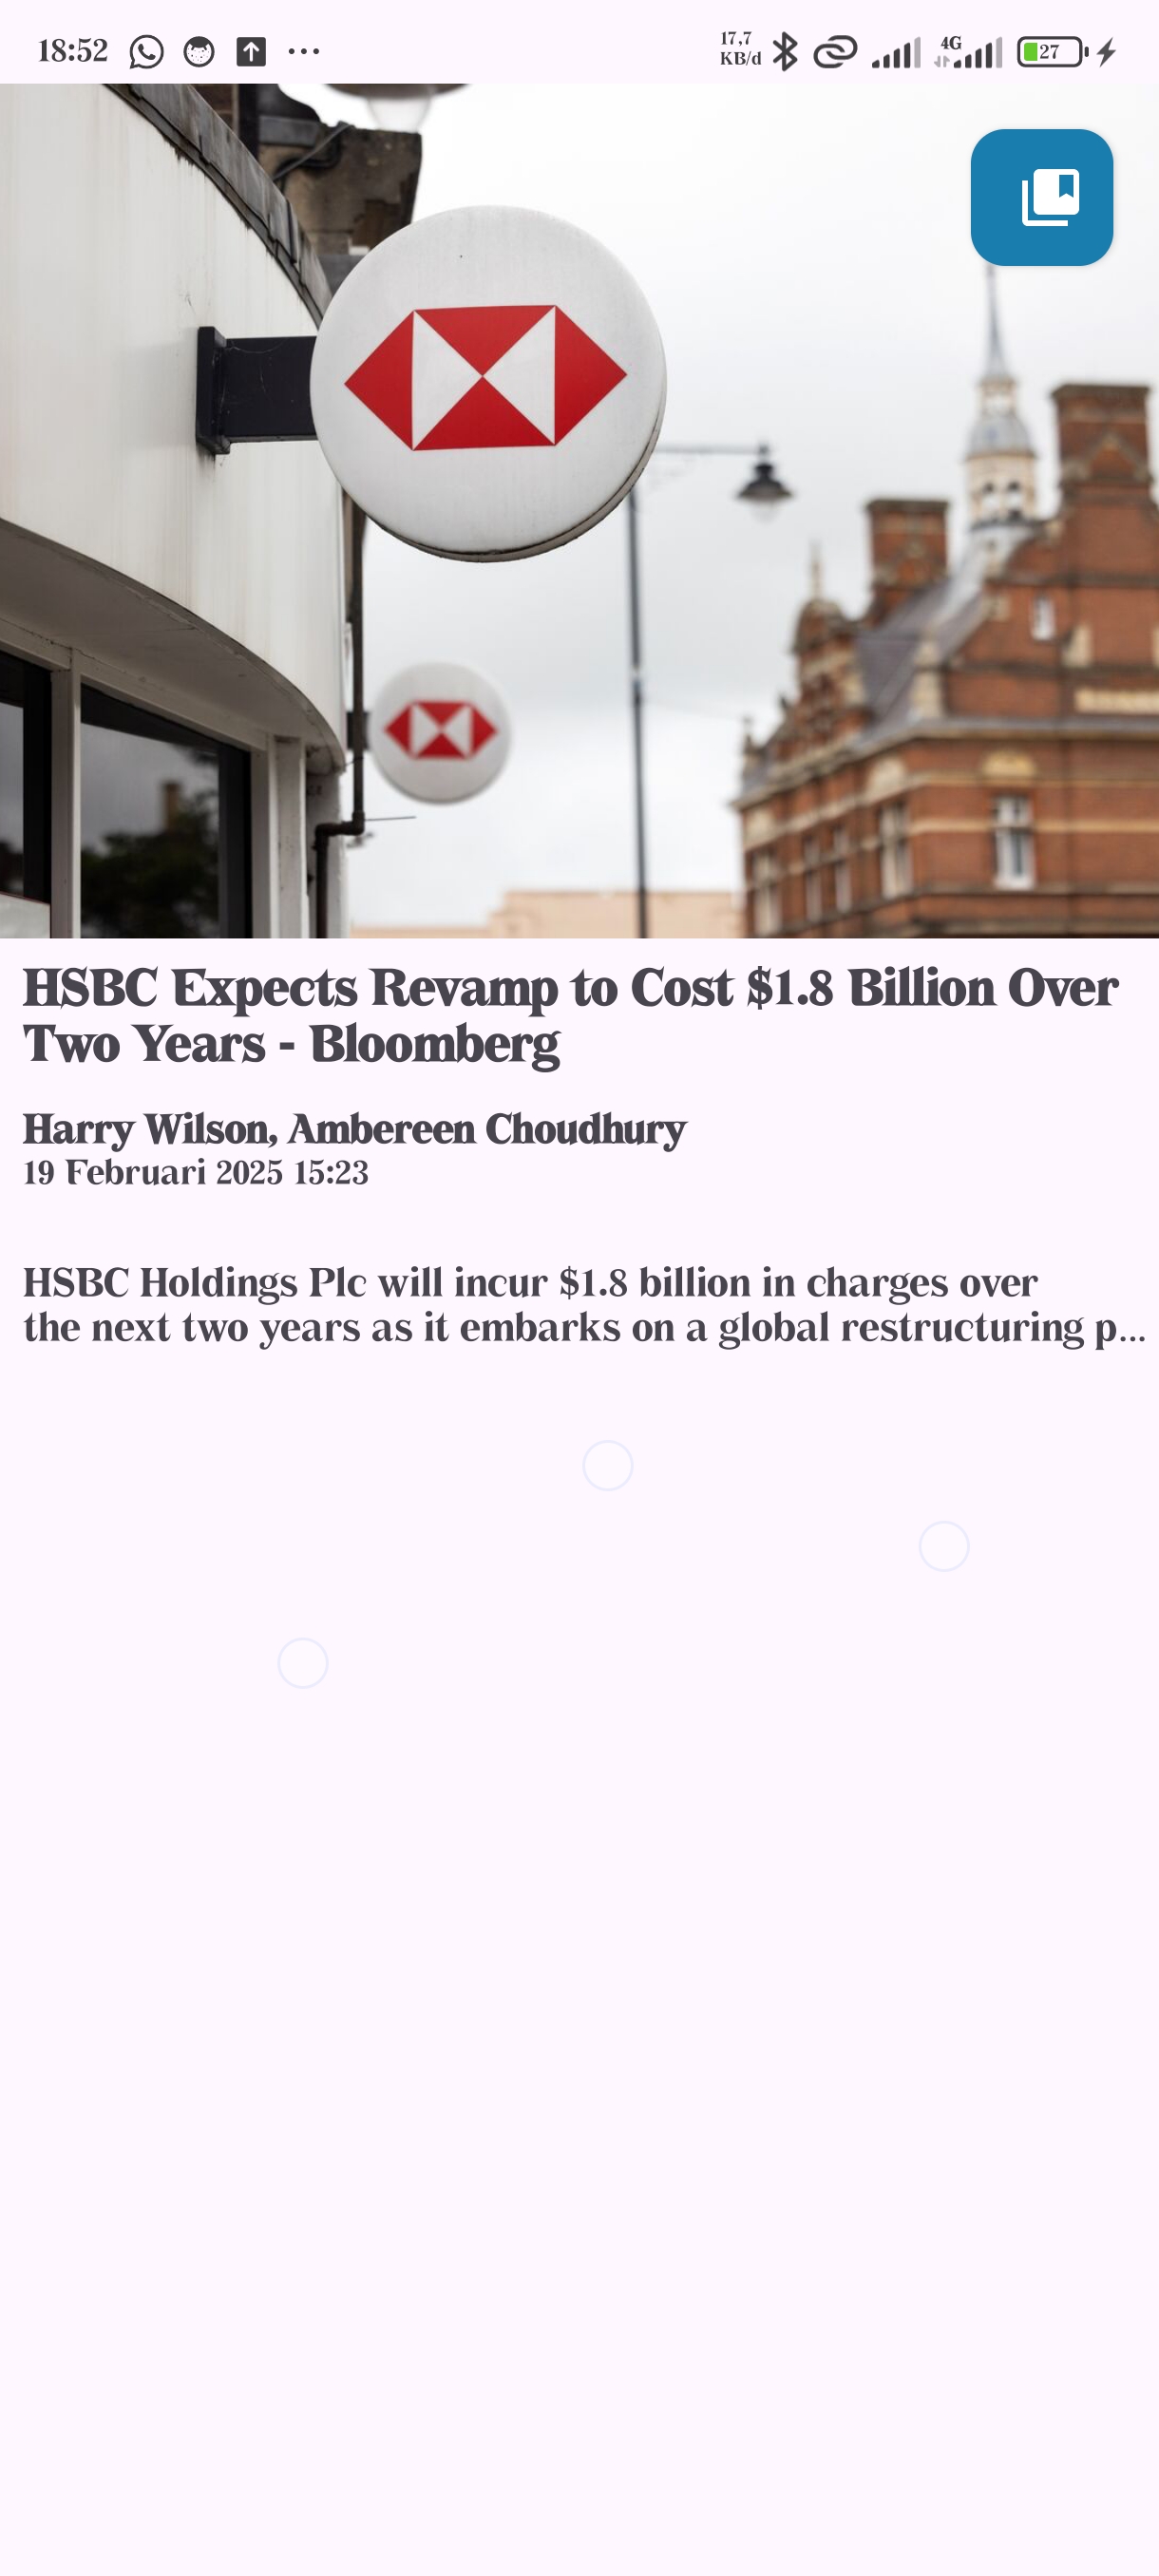 18:52
17,7
KB/d
4G
27
HSBC Expects Revamp to Cost $1.8 Billion Over
Two Years - Bloomberg
Harry Wilson, Ambereen Choudhury
19 Februari 2025 15:23
HSBC Holdings Plc will incur $1.8 billion in charges over
the next two years as it embarks on a global restructuring p...